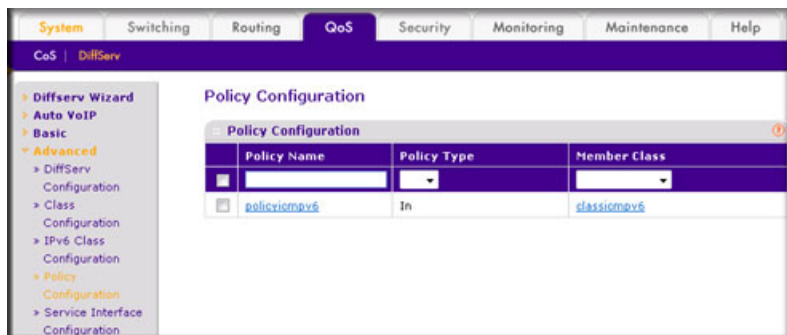 System Switching Routing QoS Security Monitoring Maintenance Help
CoS | DiffServ
Diffserv Wizard
Auto VoIP
Basic
Advanced
» DiffServ
Configuration
» Class
Configuration
» IPv6 Class
Configuration
» Policy
Configuration
» Service Interface
Configuration
Policy Configuration
Policy Configuration
Policy Name Policy Type Member Class
policyicmpv6 In classicmpv6